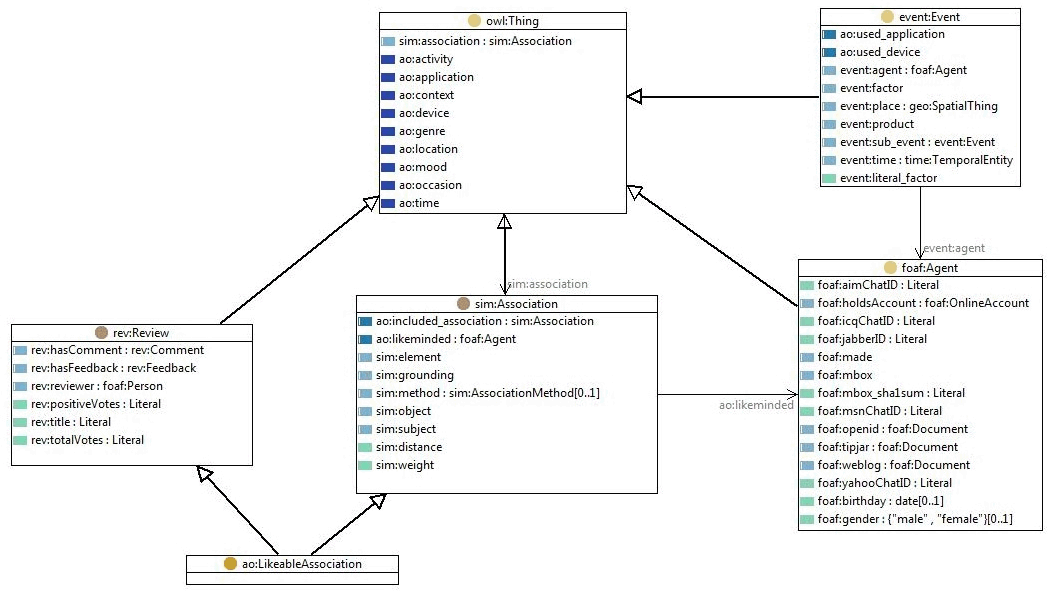 owl:Thing
sim:association : sim:Association
ao:activity
ao:application
ao:context
ao:device
ao:genre
ao:location
ao:mood
ao:occasion
ao:time
event:Event
ao:used_application
ao:used_device
event:agent : foaf:Agent
event:factor
event:place : geo:SpatialThing
event:product
event:sub_event : event:Event
event:time : time:TemporalEntity
event:literal_factor
event:agent
sim:association
foaf:Agent
foaf:aimChatID : Literal
foaf:holdsAccount : foaf:OnlineAccount
foaf:icqChatID : Literal
foaf:jabberID : Literal
foaf:made
foaf:mbox
foaf:mbox_sha1sum : Literal
foaf:msnChatID : Literal
foaf:openid : foaf:Document
foaf:tipjar : foaf:Document
foaf:weblog : foaf:Document
foaf:yahooChatID : Literal
foaf:birthday : date[0..1]
foaf:gender : {"male" , "female"}[0..1]
sim:Association
ao:included_association : sim:Association
ao:likeminded : foaf:Agent
sim:element
sim:grounding
sim:method : sim:AssociationMethod[0..1]
sim:object
sim:subject
sim:distance
sim:weight
ao:likeminded
rev:Review
rev:hasComment : rev:Comment
rev:hasFeedback : rev:Feedback
rev:reviewer : foaf:Person
rev:positiveVotes : Literal
rev:title : Literal
rev:totalVotes : Literal
ao:LikeableAssociation